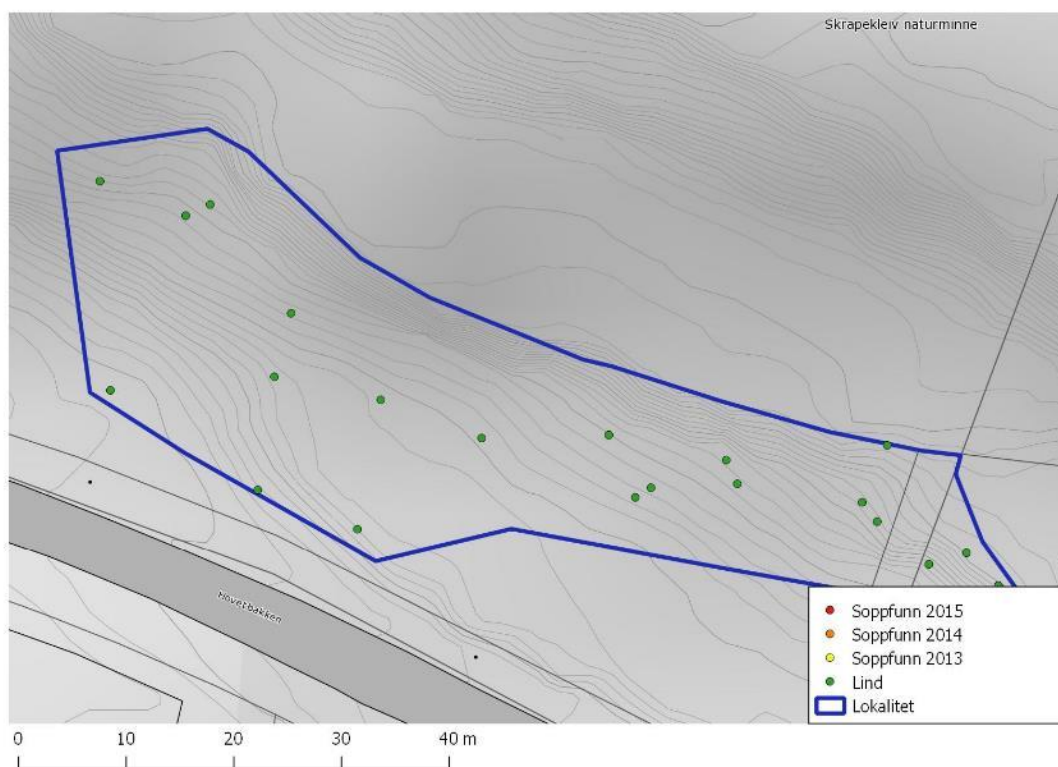 Skrapekleiv naturminne
Hovetbakken
Soppfunn 2015
Soppfunn 2014
Soppfunn 2013
Lind
Lokalitet
0 10 20 30 40 m